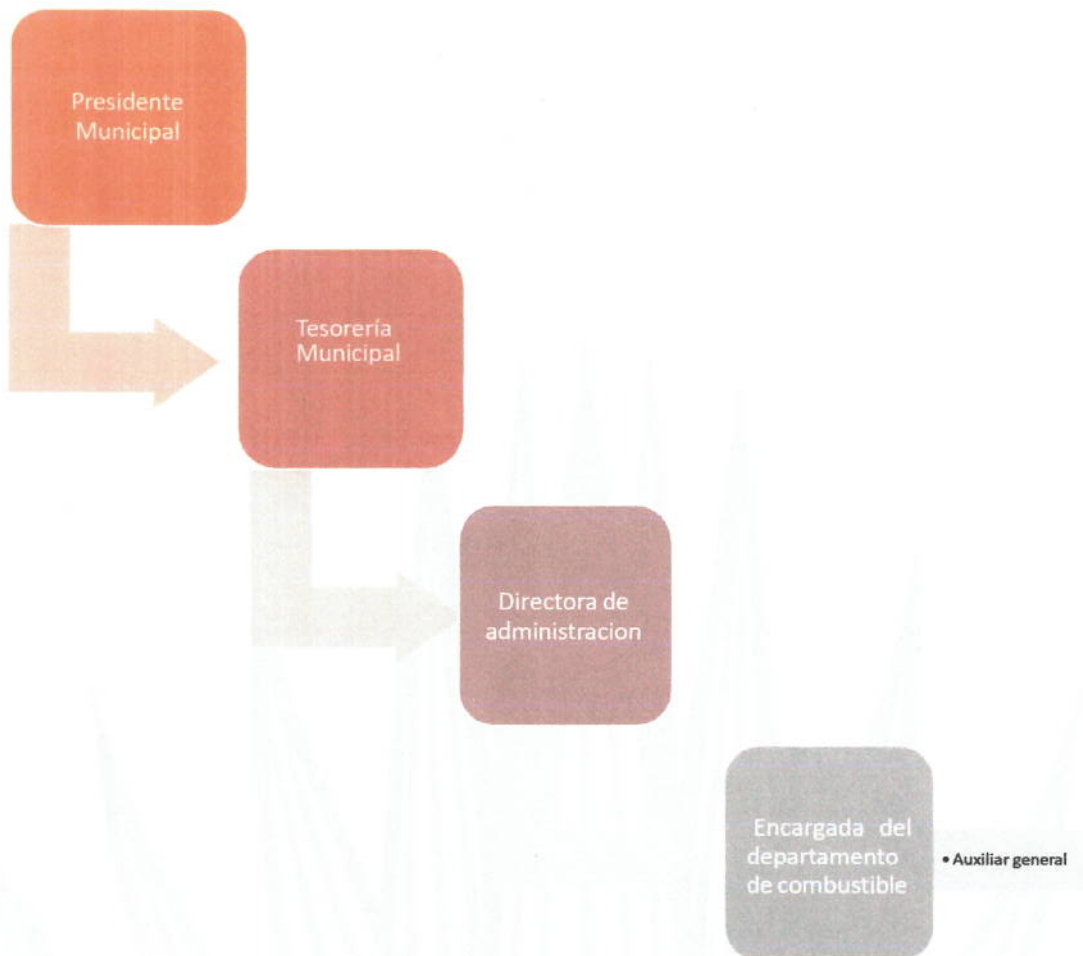 Presidente
Municipal
Tesorería
Municipal
Directora de
administracion
Encargada del
departamento
de combustible
• Auxiliar general